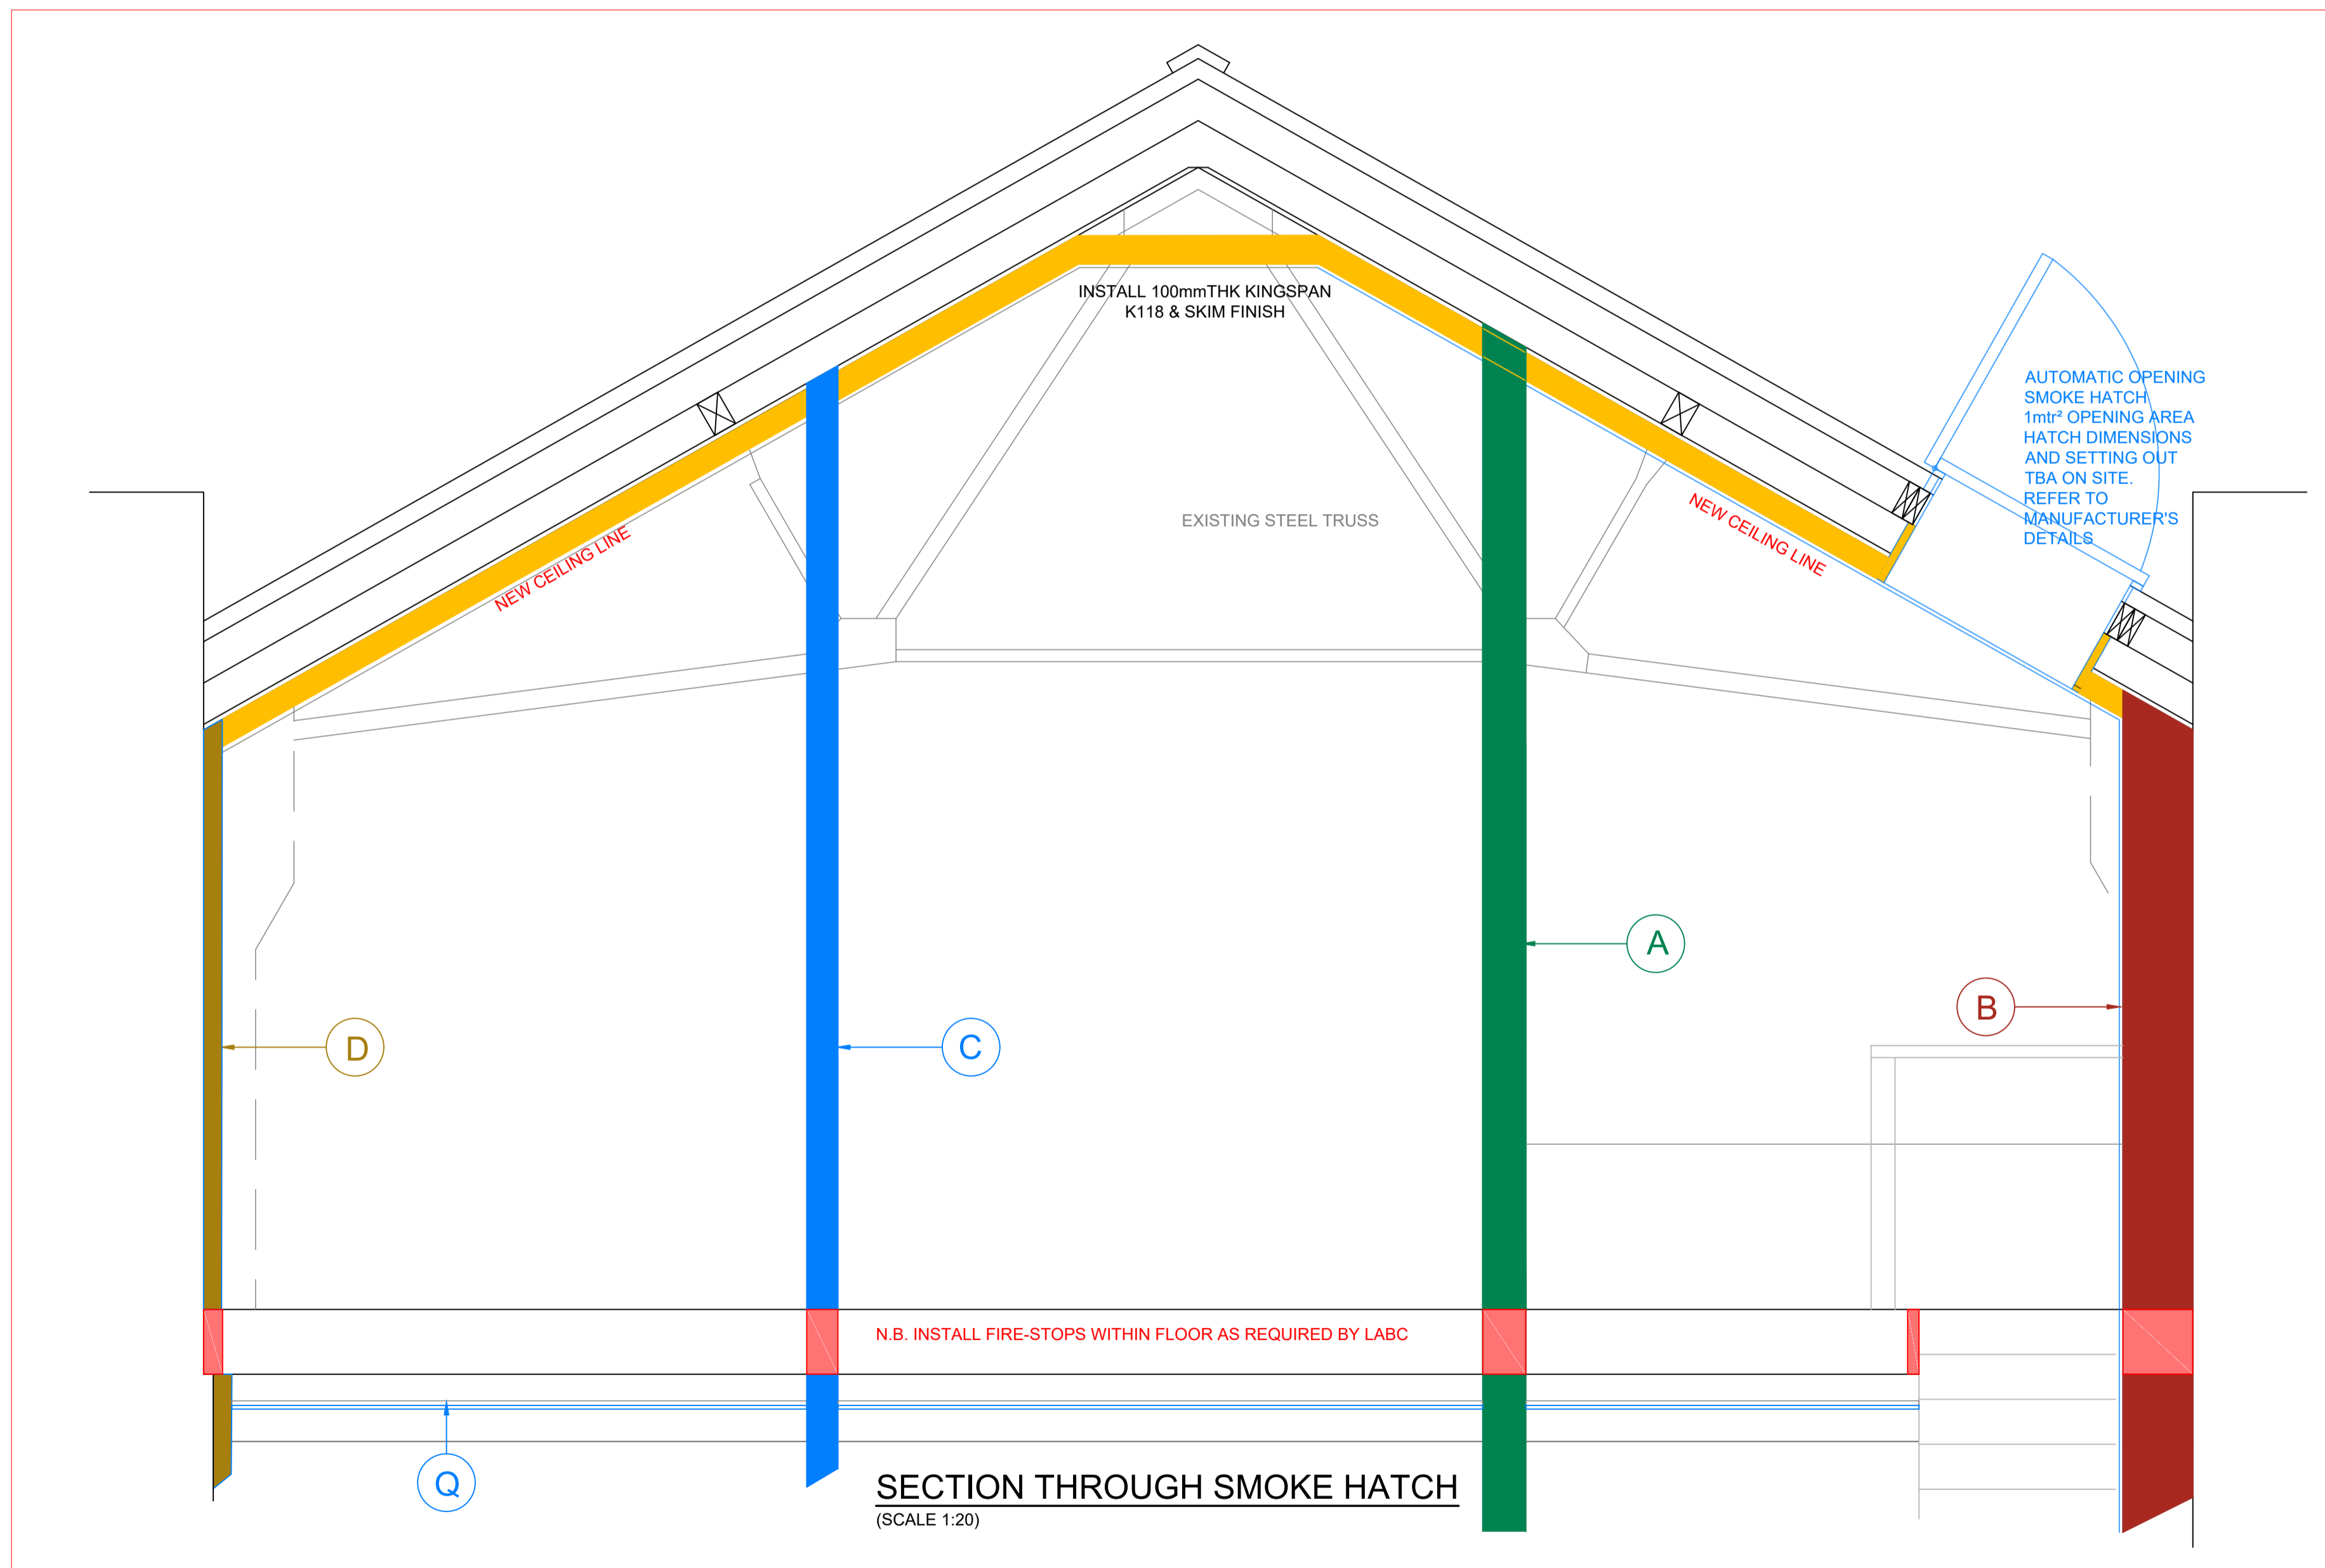 INSTALL 100mmTHK KINGSPAN
K118 & SKIM FINISH
AUTOMATIC OPENING
SMOKE HATCH
1mtr² OPENING AREA
HATCH DIMENSIONS
AND SETTING OUT
TBA ON SITE.
REFER TO
MANUFACTURER'S
DETAILS
EXISTING STEEL TRUSS
NEW CEILING LINE
NEW CEILING LINE
A
B
D
C
N.B. INSTALL FIRE-STOPS WITHIN FLOOR AS REQUIRED BY LABC
Q
SECTION THROUGH SMOKE HATCH
(SCALE 1:20)